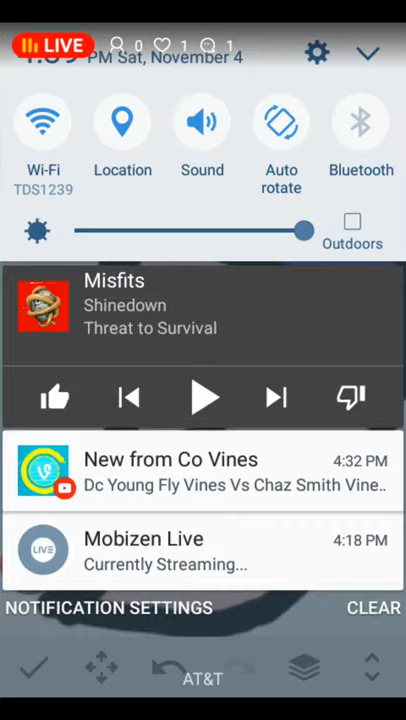 LIVE 0 1 1
PM Sat, November 4
Wi-Fi
TDS1239
Location
Sound
Auto
rotate
Bluetooth
Outdoors
Misfits
Shinedown
Threat to Survival
New from Co Vines 4:32 PM
Dc Young Fly Vines Vs Chaz Smith Vine..
LIVE
Mobizen Live 4:18 PM
Currently Streaming...
NOTIFICATION SETTINGS CLEAR
AT&T